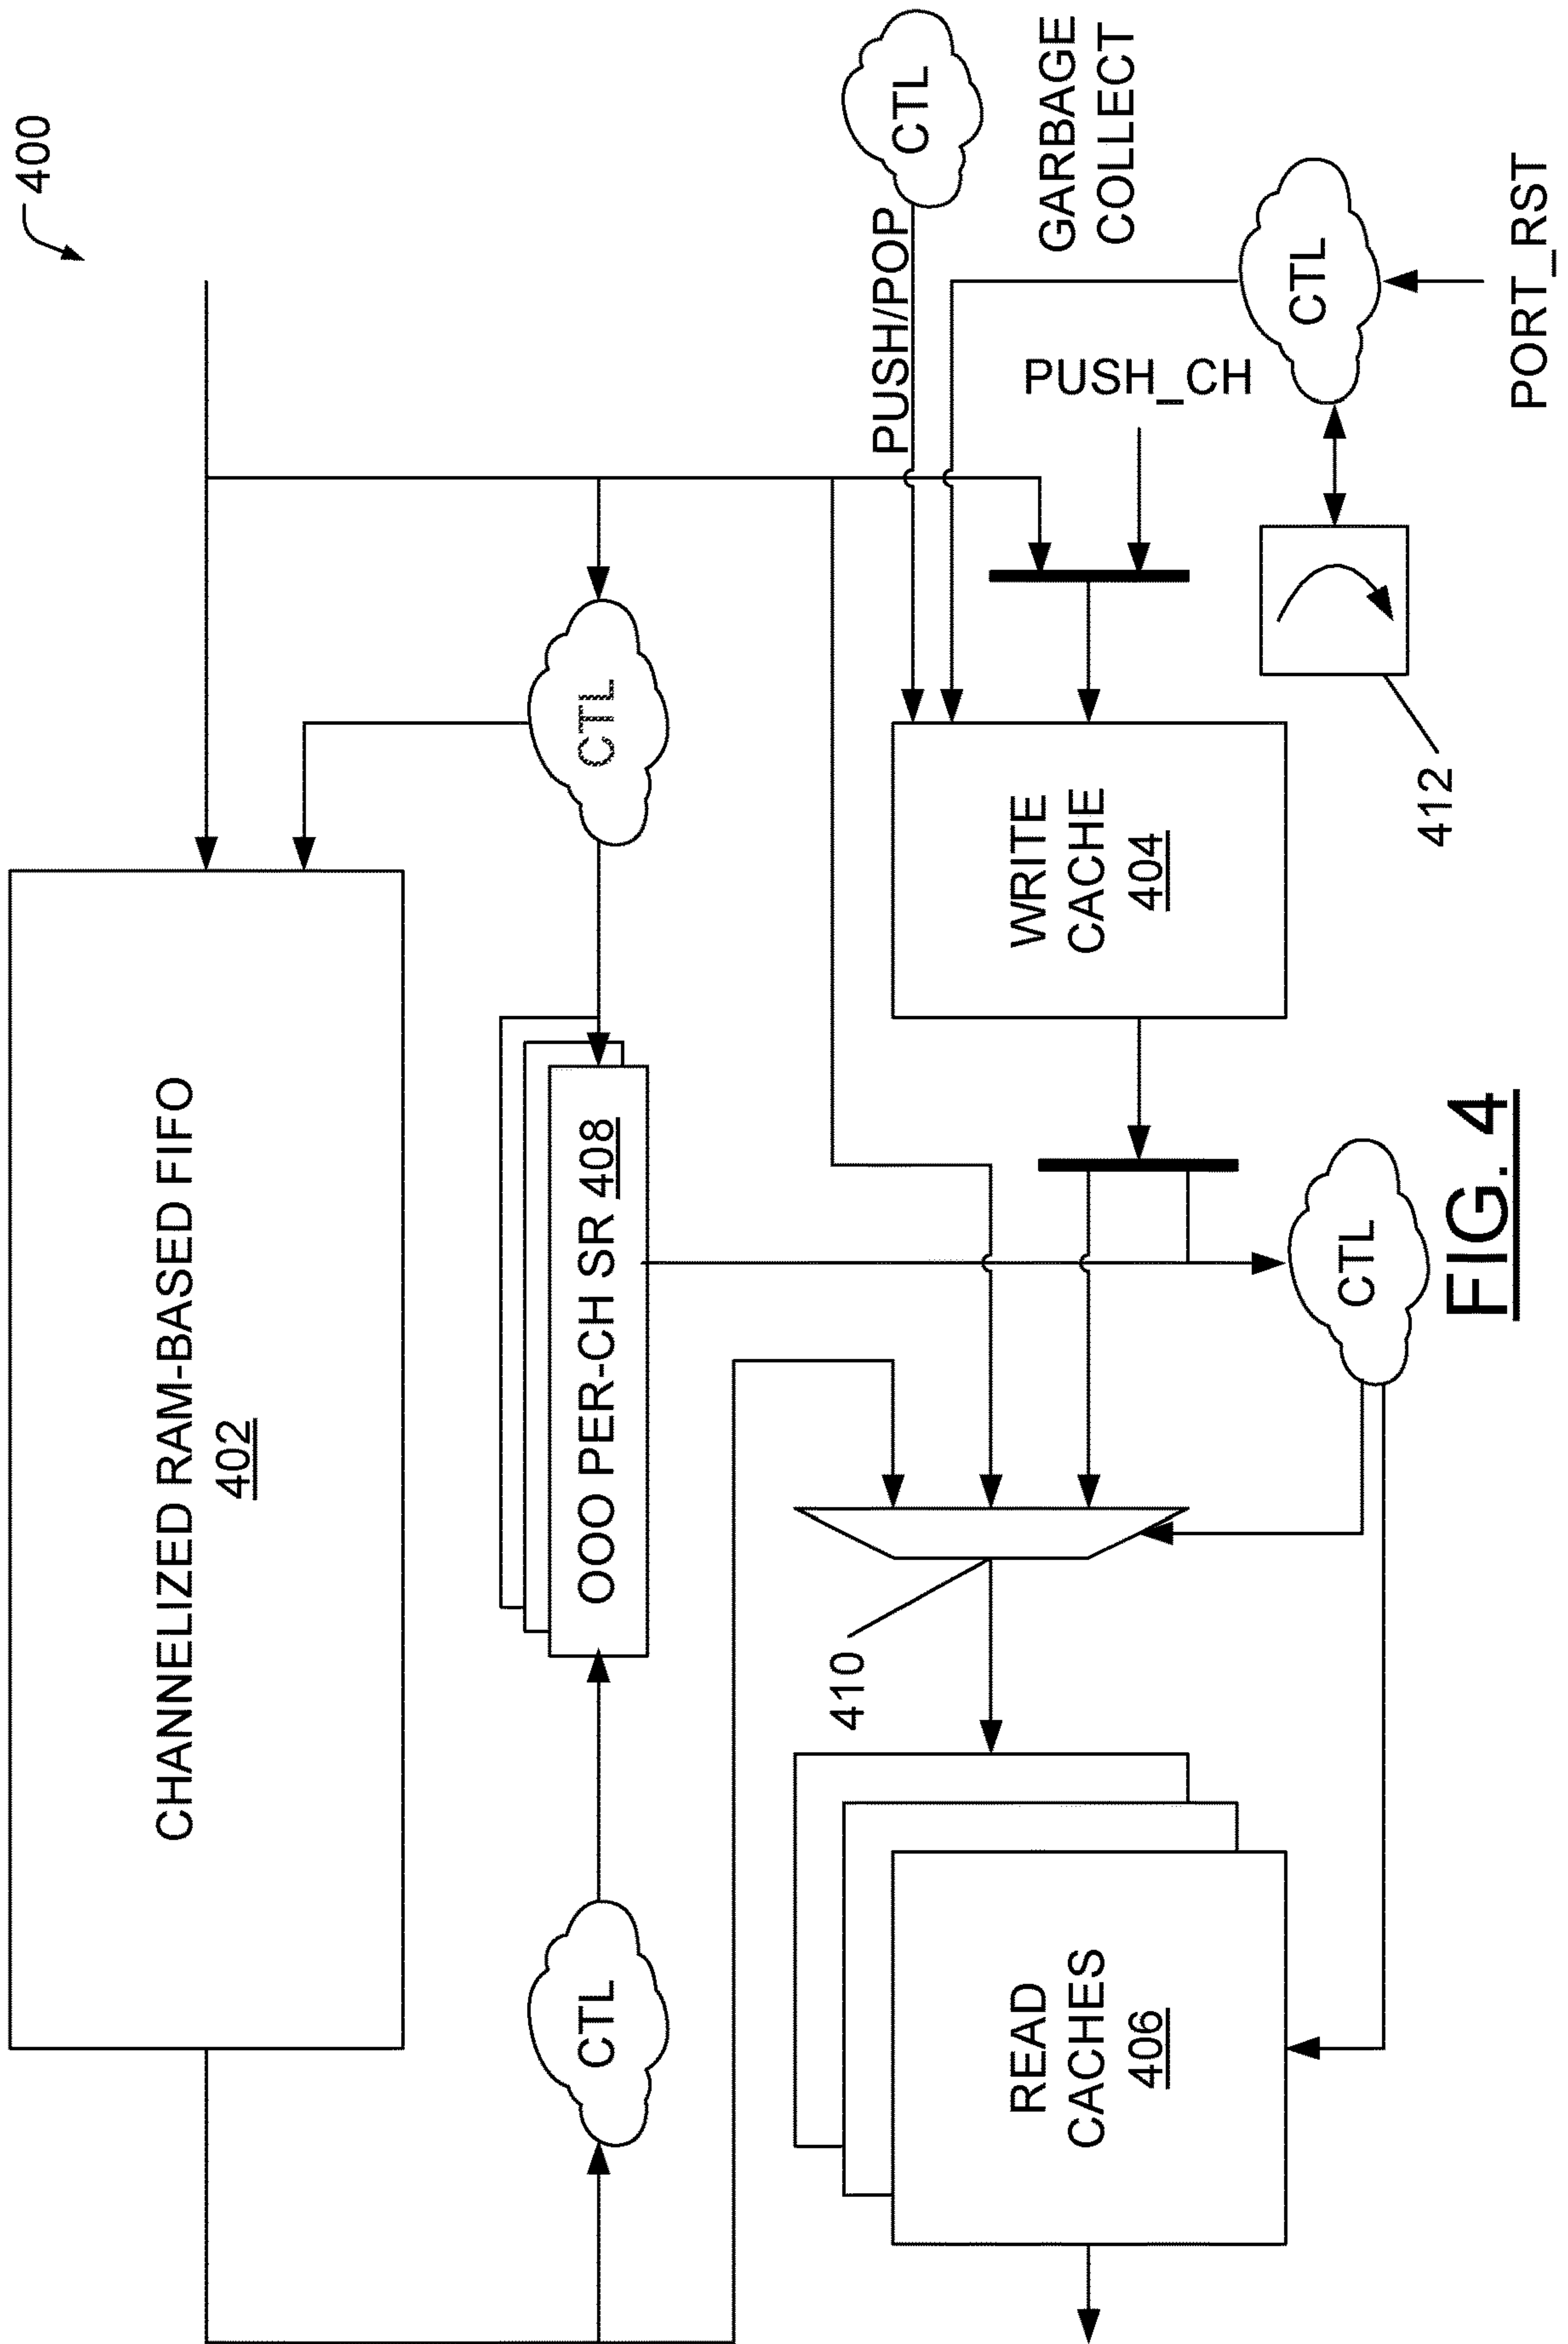 400
CHANNELIZED RAM-BASED FIFO
402
CTL
OOO PER-CH SR 408
CTL
PUSH/POP
CTL
GARBAGE
COLLECT
PUSH_CH
CTL
PORT_RST
412
WRITE
CACHE
404
410
CTL
READ
CACHES
406
FIG. 4